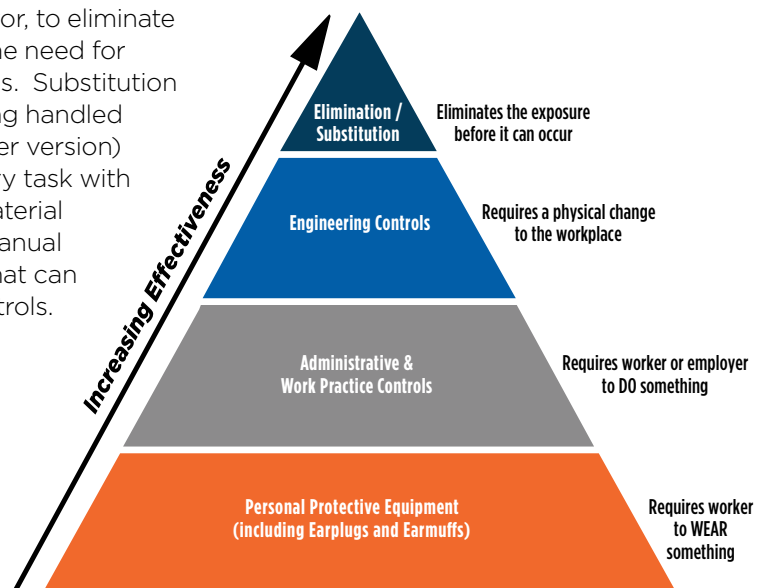 or, to eliminate
ne need for
s. Substitution
ng handled
er version)
ry task with
aterial
anual
hat can
trols.
Increasing Effectiveness
Elimination /
Substitution
Eliminates the exposure
before it can occur
Engineering Controls
Requires a physical change
to the workplace
Administrative &
Work Practice Controls
Requires worker or employer
to DO something
Personal Protective Equipment
(including Earplugs and Earmuffs)
Requires worker
to WEAR
something